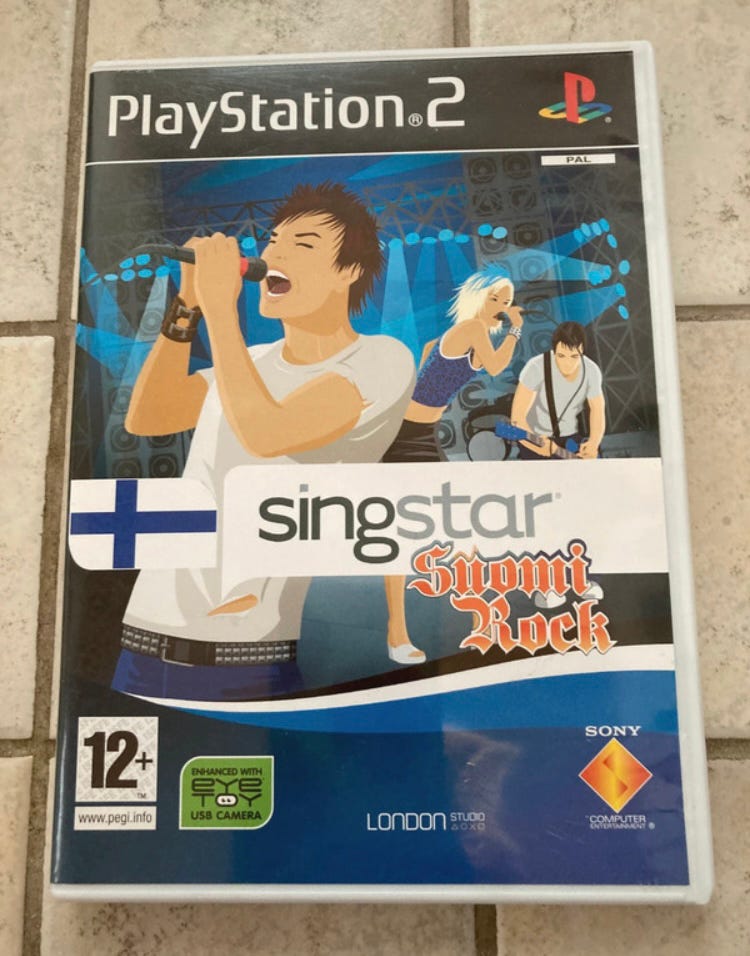 PlayStation®2
PAL
singstar®
Suomi
Rock
12+
TM
www.pegi.info
ENHANCED WITH
EYE
TOY
USB CAMERA
LONDON STUDIO
△○×□
SONY
COMPUTER
ENTERTAINMENT ®